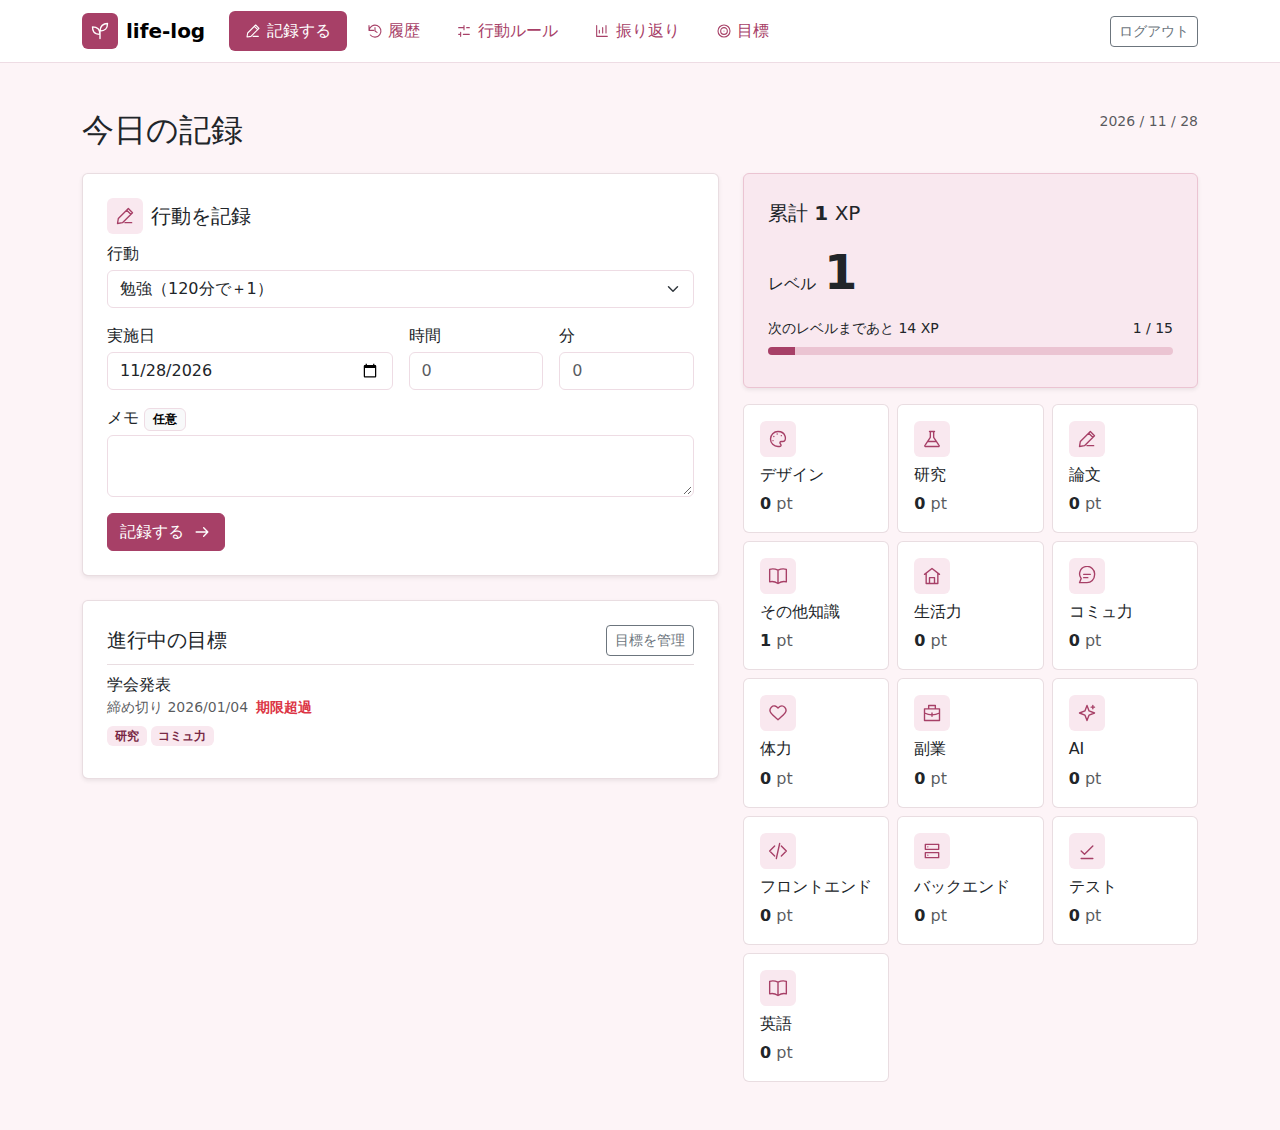 life-log
記録する
履歴
行動ルール
振り返り
目標
ログアウト
今日の記録
2026 / 11 / 28
行動を記録
行動
勉強（120分で＋1）
実施日
時間
分
11/28/2026
0
0
メモ 任意
記録する →
進行中の目標
目標を管理
学会発表
締め切り 2026/01/04 期限超過
研究 コミュ力
累計 1 XP
レベル 1
次のレベルまであと 14 XP
1 / 15
デザイン
0 pt
研究
0 pt
論文
0 pt
その他知識
1 pt
生活力
0 pt
コミュ力
0 pt
体力
0 pt
副業
0 pt
AI
0 pt
フロントエンド
0 pt
バックエンド
0 pt
テスト
0 pt
英語
0 pt